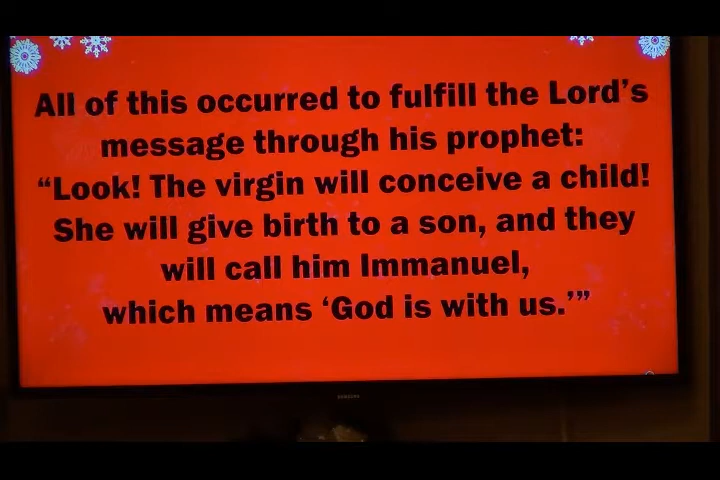 All of this occurred to fulfill the Lord’s
message through his prophet:
“Look! The virgin will conceive a child!
She will give birth to a son, and they
will call him Immanuel,
which means ‘God is with us.’”
SAMSUNG